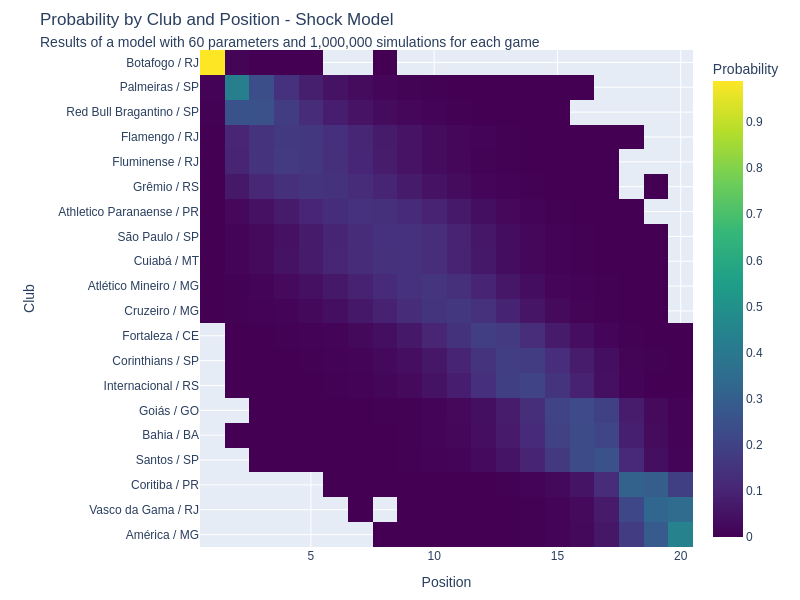 Probability by Club and Position - Shock Model
Results of a model with 60 parameters and 1,000,000 simulations for each game
Probability
Club
Botafogo / RJ
Palmeiras / SP
Red Bull Bragantino / SP
Flamengo / RJ
Fluminense / RJ
Grêmio / RS
Athletico Paranaense / PR
São Paulo / SP
Cuiabá / MT
Atlético Mineiro / MG
Cruzeiro / MG
Fortaleza / CE
Corinthians / SP
Internacional / RS
Goiás / GO
Bahia / BA
Santos / SP
Coritiba / PR
Vasco da Gama / RJ
América / MG
0.9
0.8
0.7
0.6
0.5
0.4
0.3
0.2
0.1
0
5
10
15
20
Position